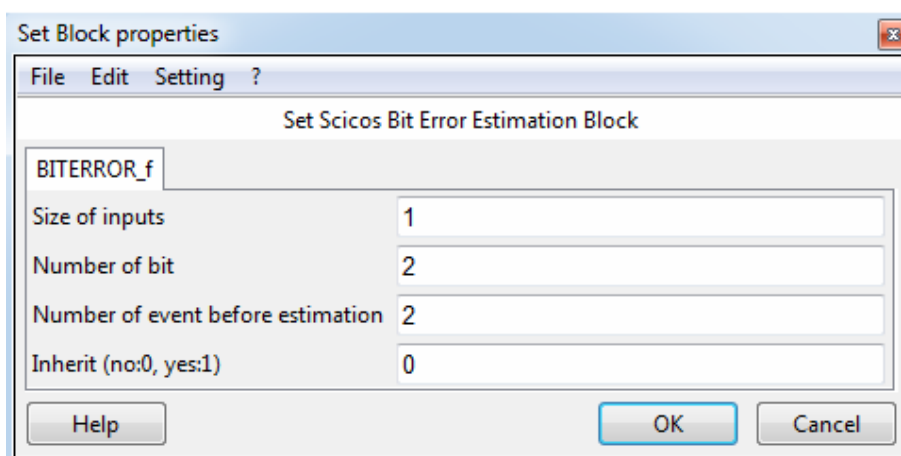 Set Block properties
File Edit Setting ?
Set Scicos Bit Error Estimation Block
BITERROR_f
Size of inputs 1
Number of bit 2
Number of event before estimation 2
Inherit (no:0, yes:1) 0
Help OK Cancel